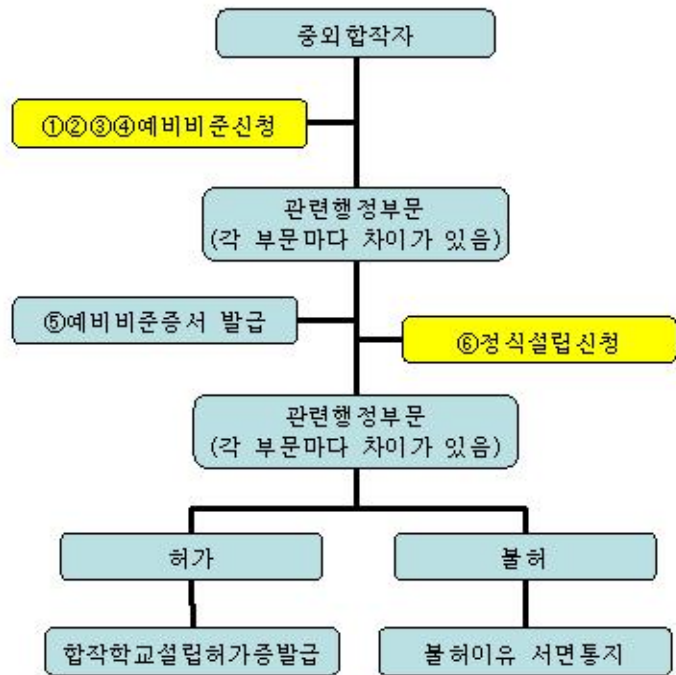 중외합작자
①②③④예비비준신청
관련행정부문
(각 부문마다 차이가 있음)
⑤예비비준증서 발급
⑥정식설립신청
관련행정부문
(각 부문마다 차이가 있음)
허가
불허
합작학교설립허가증발급
불허이유 서면통지